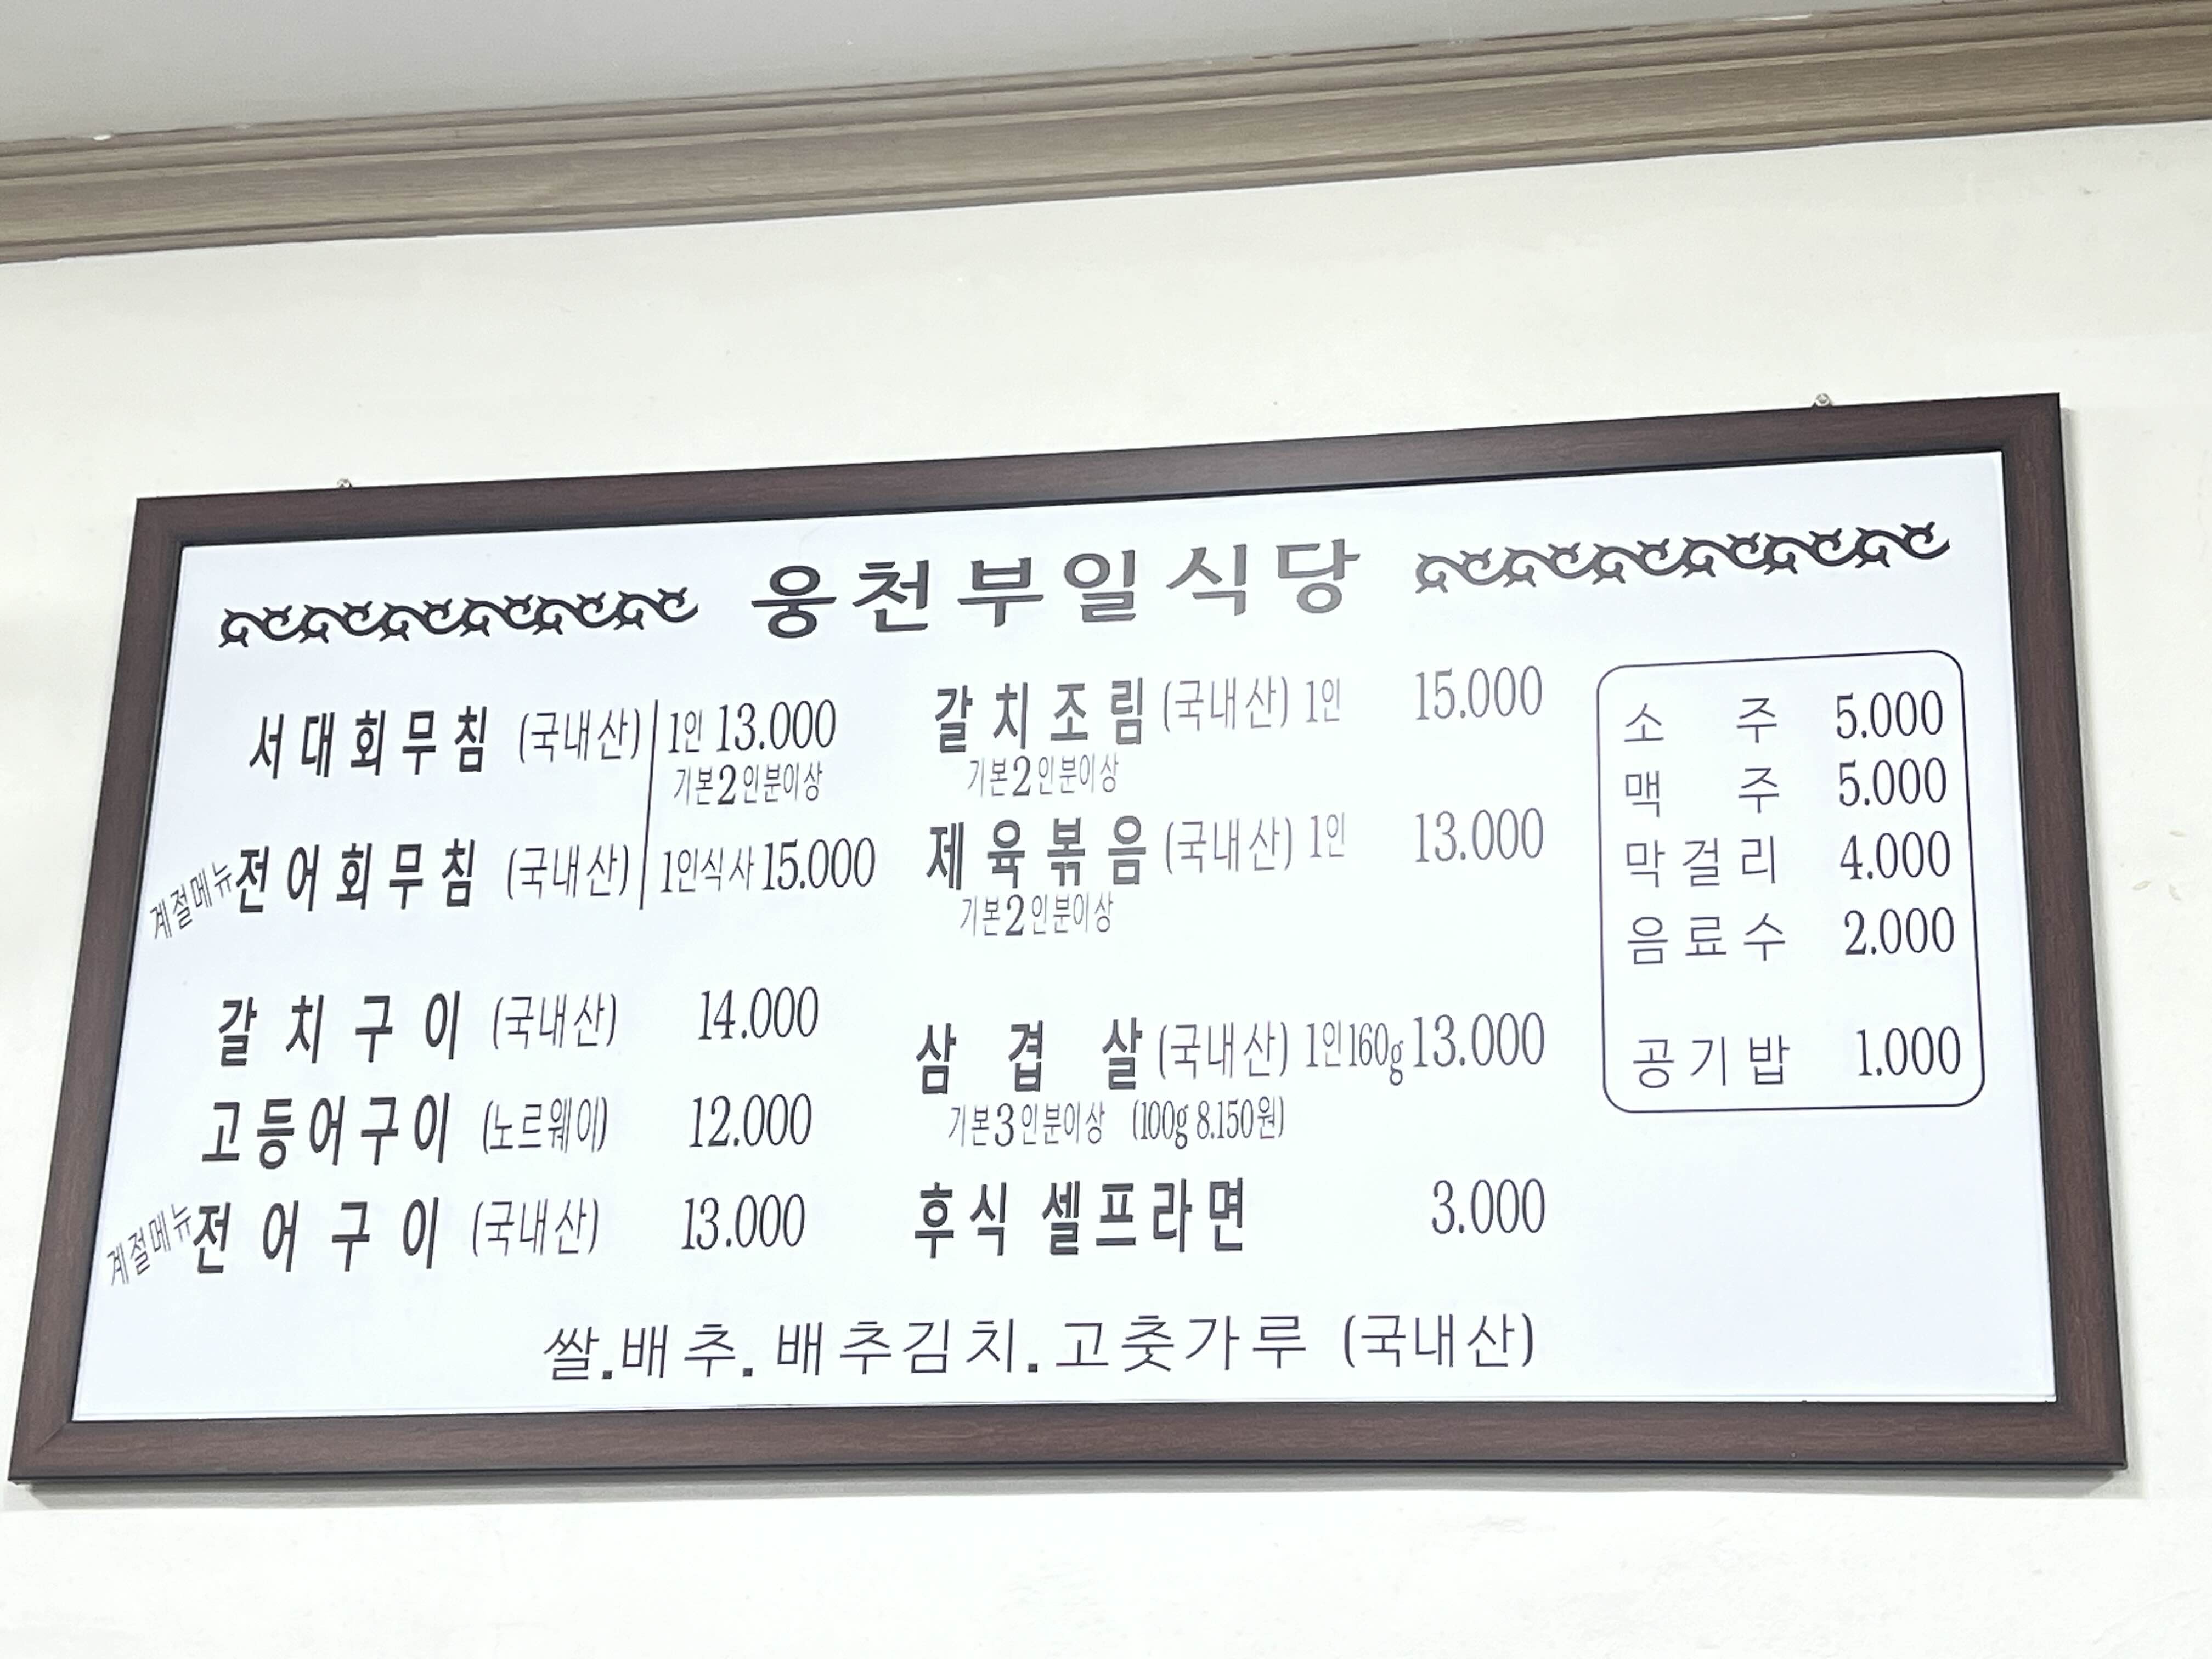 웅천부일식당
서대회무침 (국내산) 1인 13.000
기본2인분이상
계절메뉴 전어회무침 (국내산) 1인식사 15.000
갈치구이 (국내산) 14.000
고등어구이 (노르웨이) 12.000
계절메뉴 전어구이 (국내산) 13.000
갈치조림 (국내산) 1인 15.000
기본2인분이상
제육볶음 (국내산) 1인 13.000
기본2인분이상
삼겹살 (국내산) 1인160g 13.000
기본3인분이상 (100g 8.150원)
후식 셀프라면 3.000
소주 5.000
맥주 5.000
막걸리 4.000
음료수 2.000
공기밥 1.000
쌀.배추.배추김치.고춧가루 (국내산)